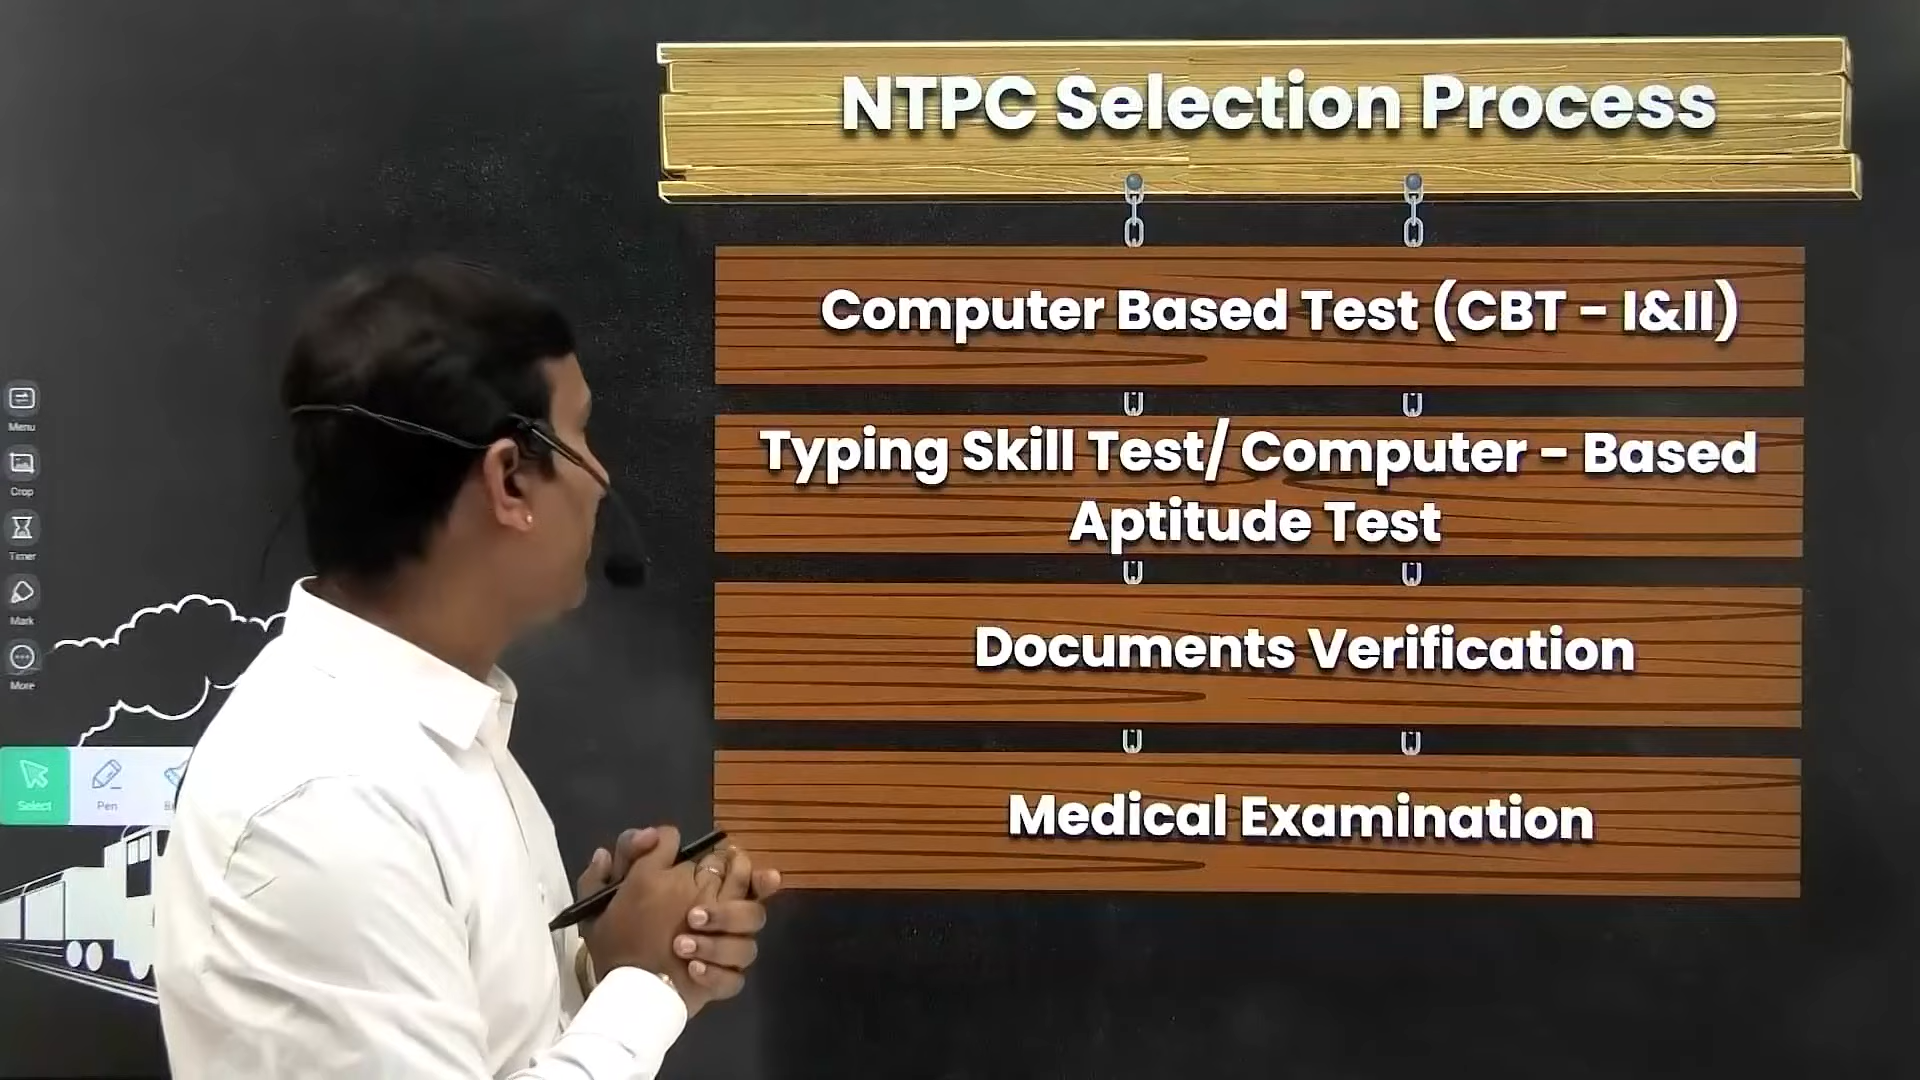 NTPC Selection Process
Computer Based Test (CBT - I&II)
Typing Skill Test/ Computer - Based
Aptitude Test
Documents Verification
Medical Examination
Menu
Crop
Timer
Mark
More
Select
Pen